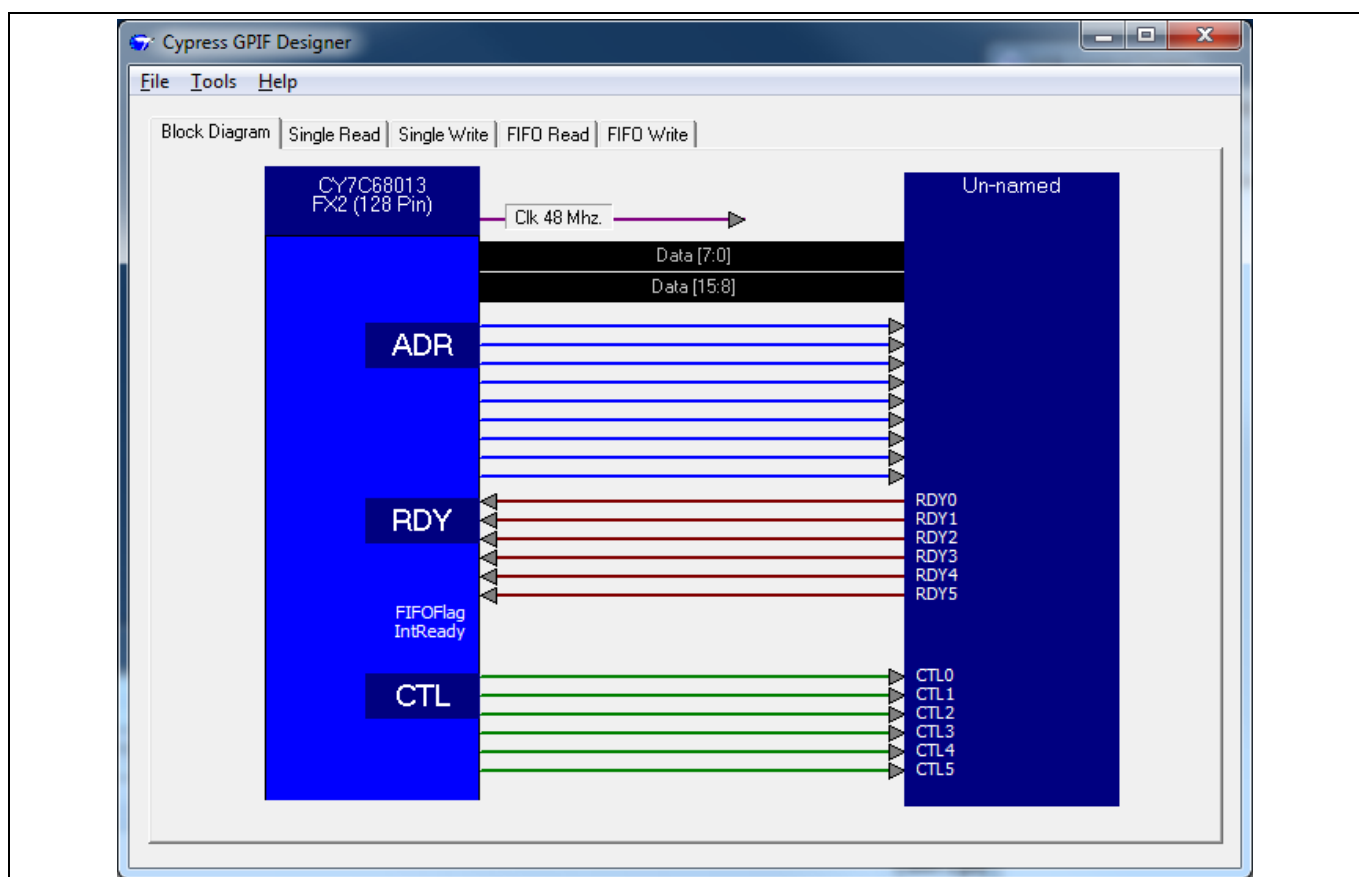 Cypress GPIF Designer
File Tools Help
Block Diagram Single Read Single Write FIFO Read FIFO Write
CY7C68013
FX2 (128 Pin)
Un-named
Clk 48 Mhz.
Data [7:0]
Data [15:8]
ADR
RDY
RDY0
RDY1
RDY2
RDY3
RDY4
RDY5
FIFOFlag
IntReady
CTL
CTL0
CTL1
CTL2
CTL3
CTL4
CTL5